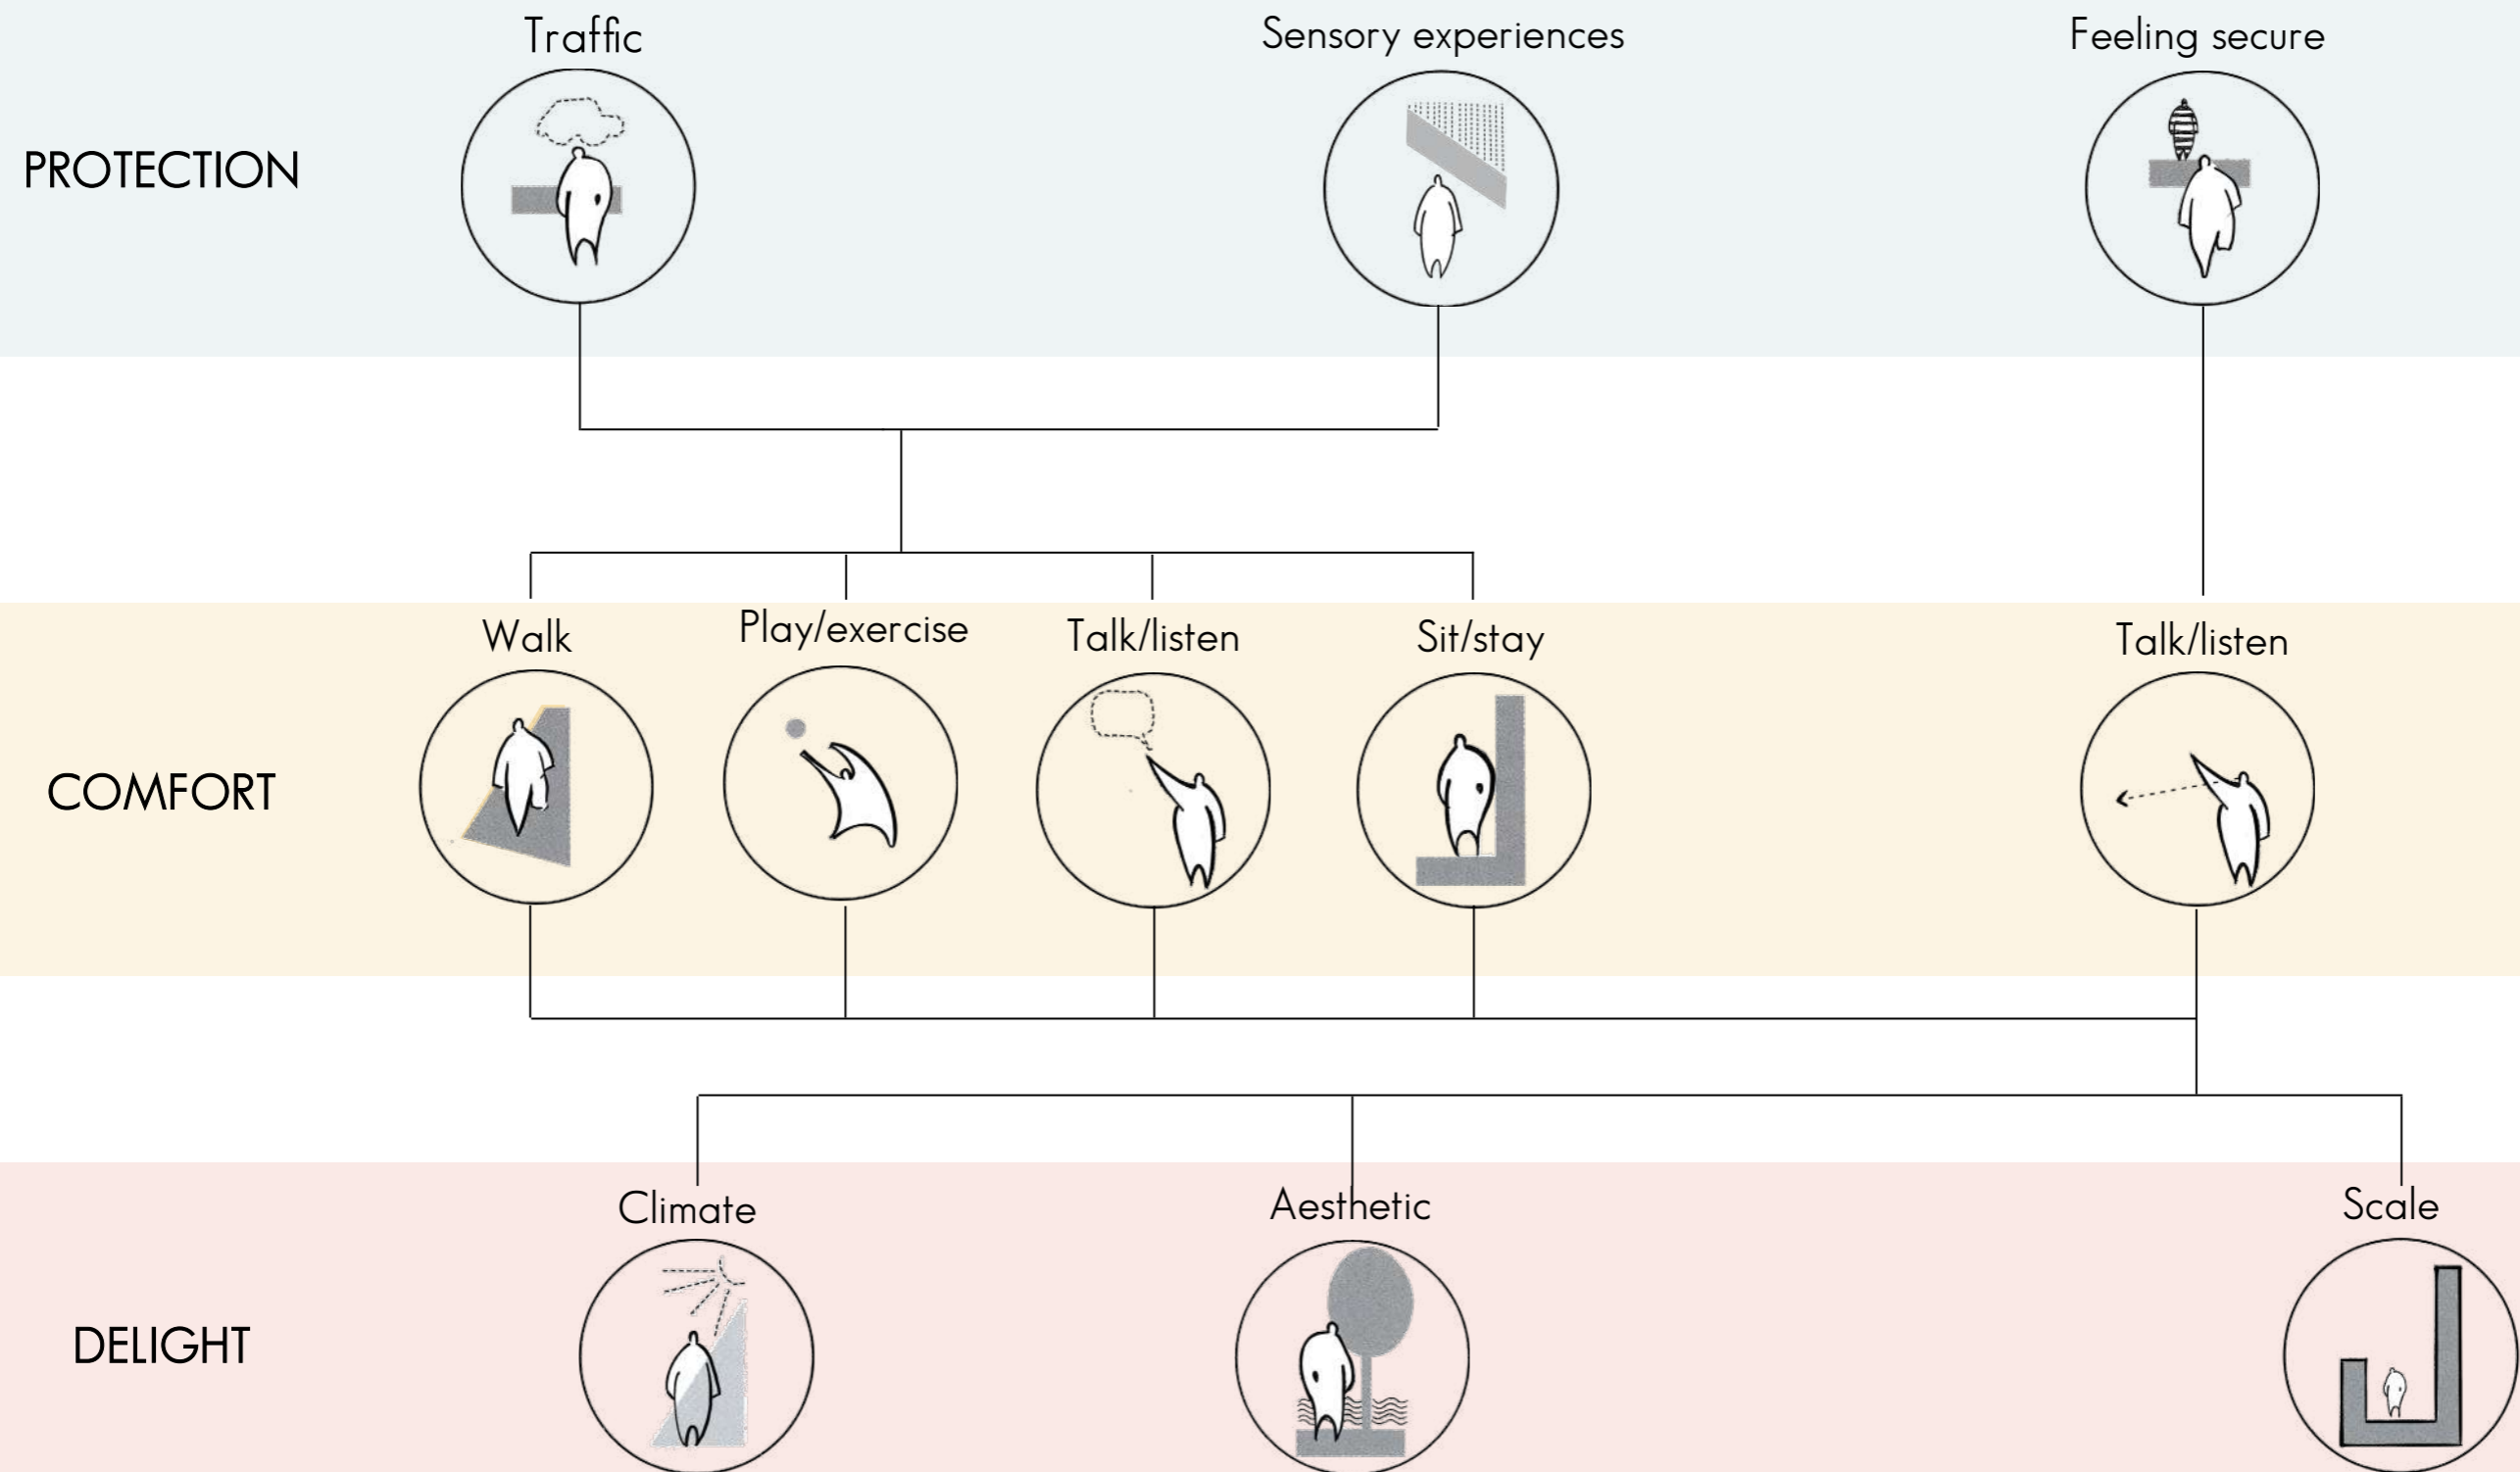 Traffic
Sensory experiences
Feeling secure
PROTECTION
Walk
Play/exercise
Talk/listen
Sit/stay
Talk/listen
COMFORT
Climate
Aesthetic
Scale
DELIGHT